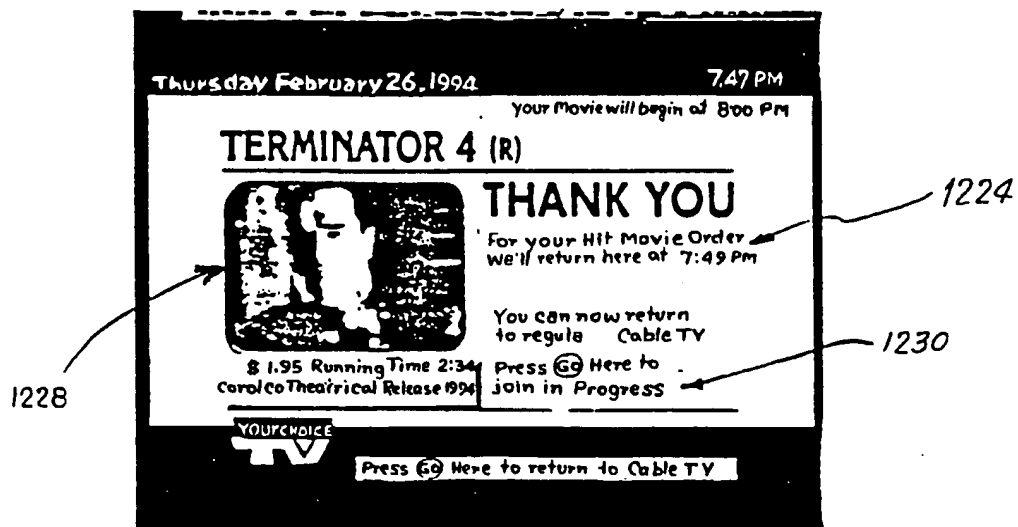 Thursday February 26, 1994 7,47 PM
Your Movie will begin at 8:00 PM
TERMINATOR 4 (R)
THANK YOU
1224
For your Hit Movie Order
We'll return here at 7:49 PM
You can now return
to regula Cable TV
1230
Press Go Here to
join in Progress
1228
$ 1.95 Running Time 2:34
Carolco Theatrical Release 1994
YOUR CHOICE
TV
Press Go Here to return to Cable TV